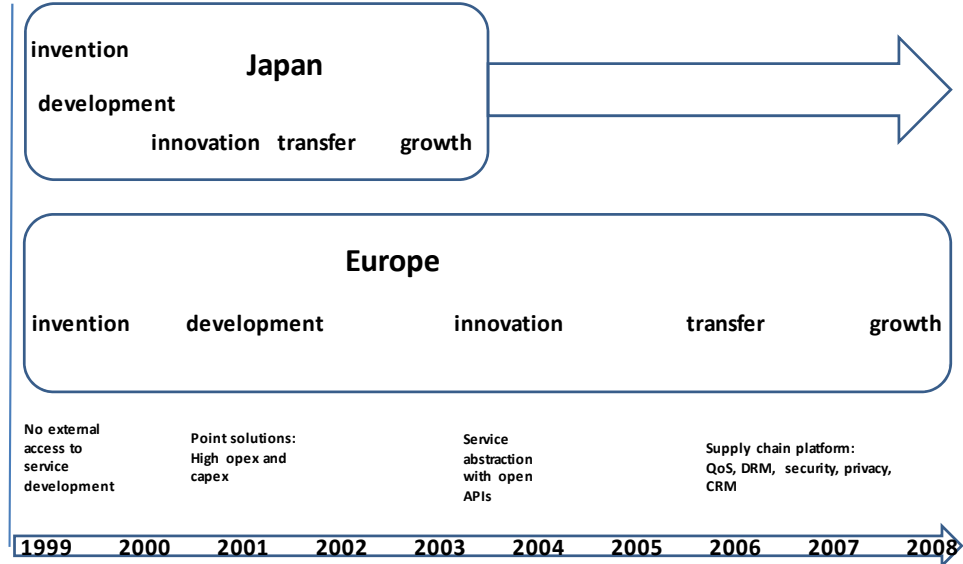 invention
Japan
development
innovation transfer growth
Europe
invention development innovation transfer growth
No external
access to
service
development
Point solutions:
High opex and
capex
Service
abstraction
with open
APIs
Supply chain platform:
QoS, DRM, security, privacy,
CRM
1999 2000 2001 2002 2003 2004 2005 2006 2007 2008